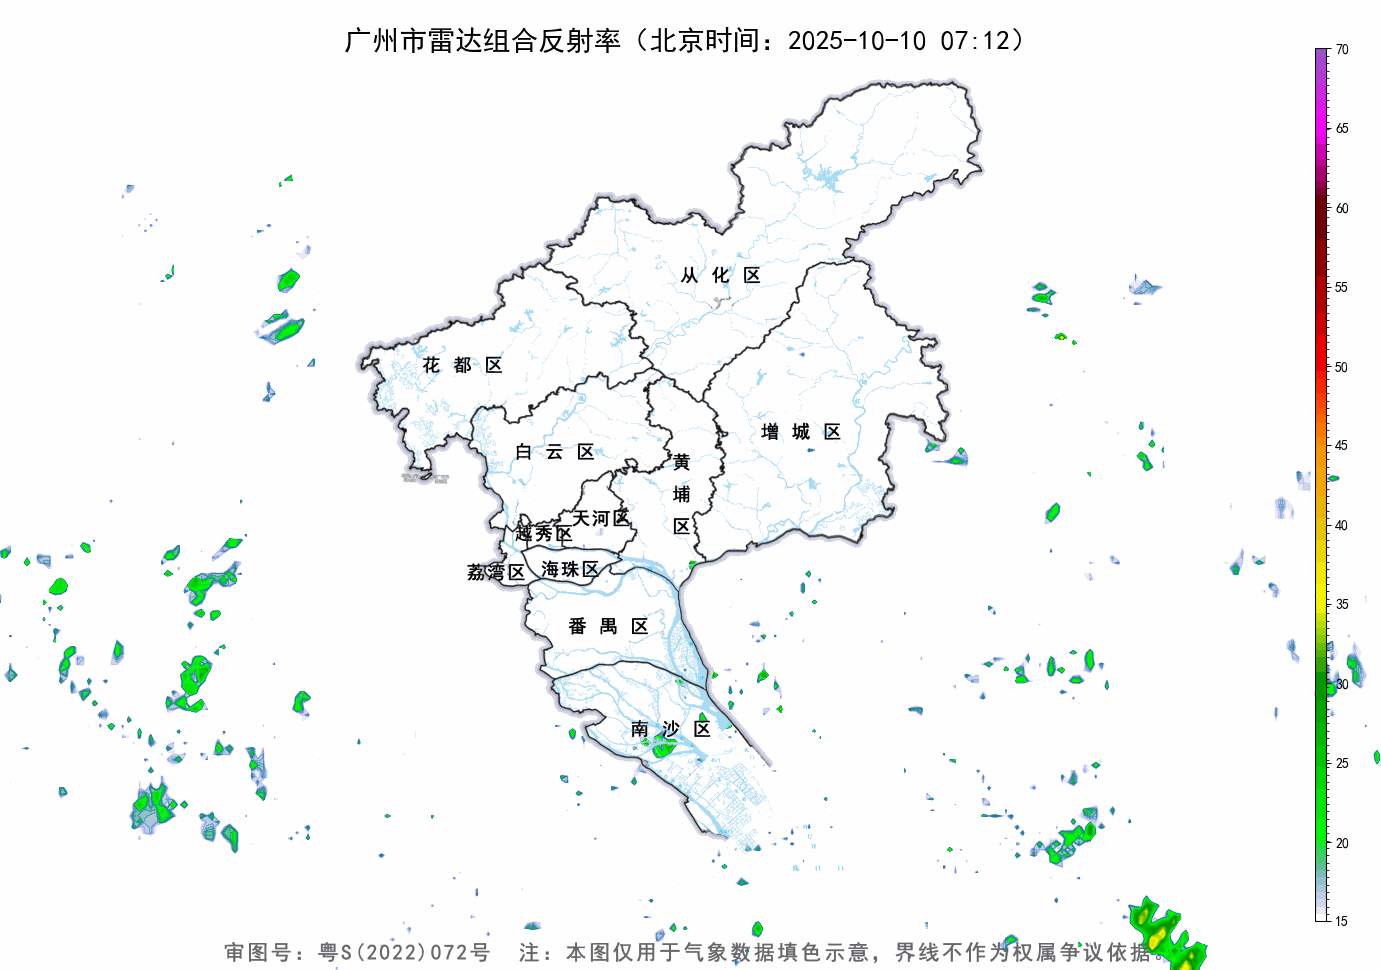 广州市雷达组合反射率（北京时间：2025-10-10 07:12）
70
65
60
55
50
45
40
35
30
25
20
15
从化区
花都区
增城区
白云区
黄埔区
天河区
越秀区
海珠区
荔湾区
番禺区
南沙区
审图号：粤S(2022)072号 注：本图仅用于气象数据填色示意，界线不作为权属争议依据。